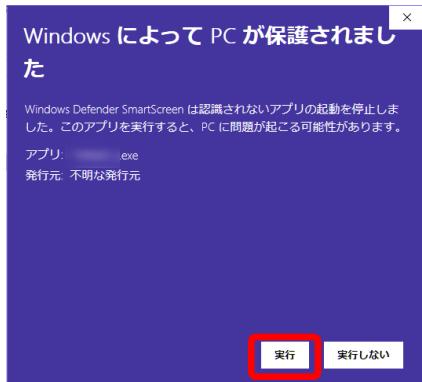 Windows によって PC が保護されまし
た
Windows Defender SmartScreen は認識されないアプリの起動を停止しま
した。このアプリを実行すると、PC に問題が起こる可能性があります。
アプリ: .exe
発行元: 不明な発行元
実行 実行しない